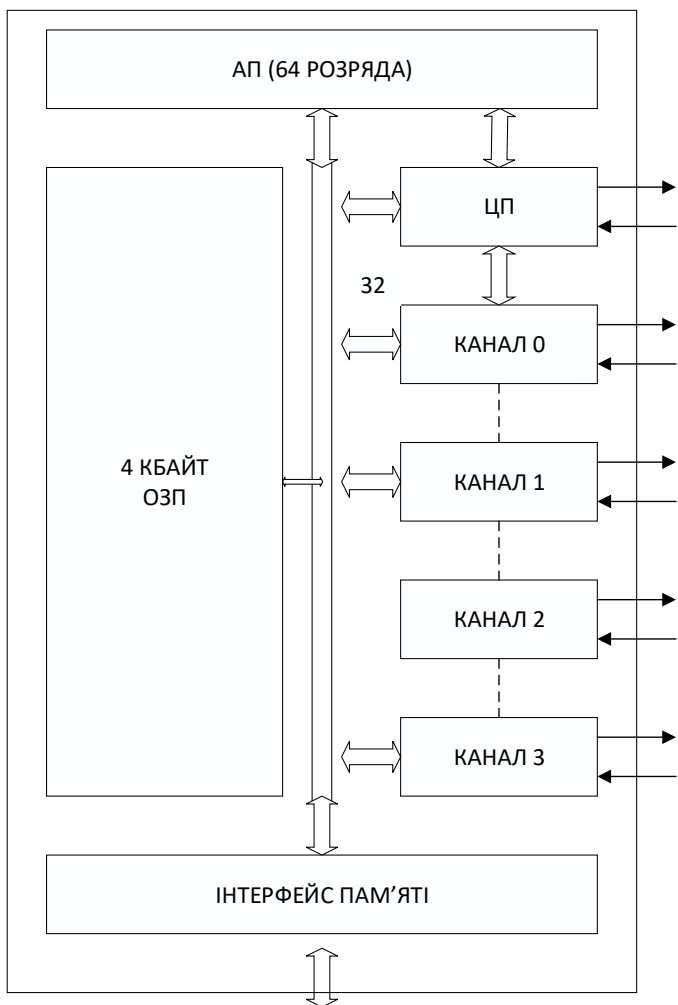 АП (64 РОЗРЯДА)
ЦП
32
КАНАЛ 0
4 КБАЙТ
ОЗП
КАНАЛ 1
КАНАЛ 2
КАНАЛ 3
ІНТЕРФЕЙС ПАМ’ЯТІ